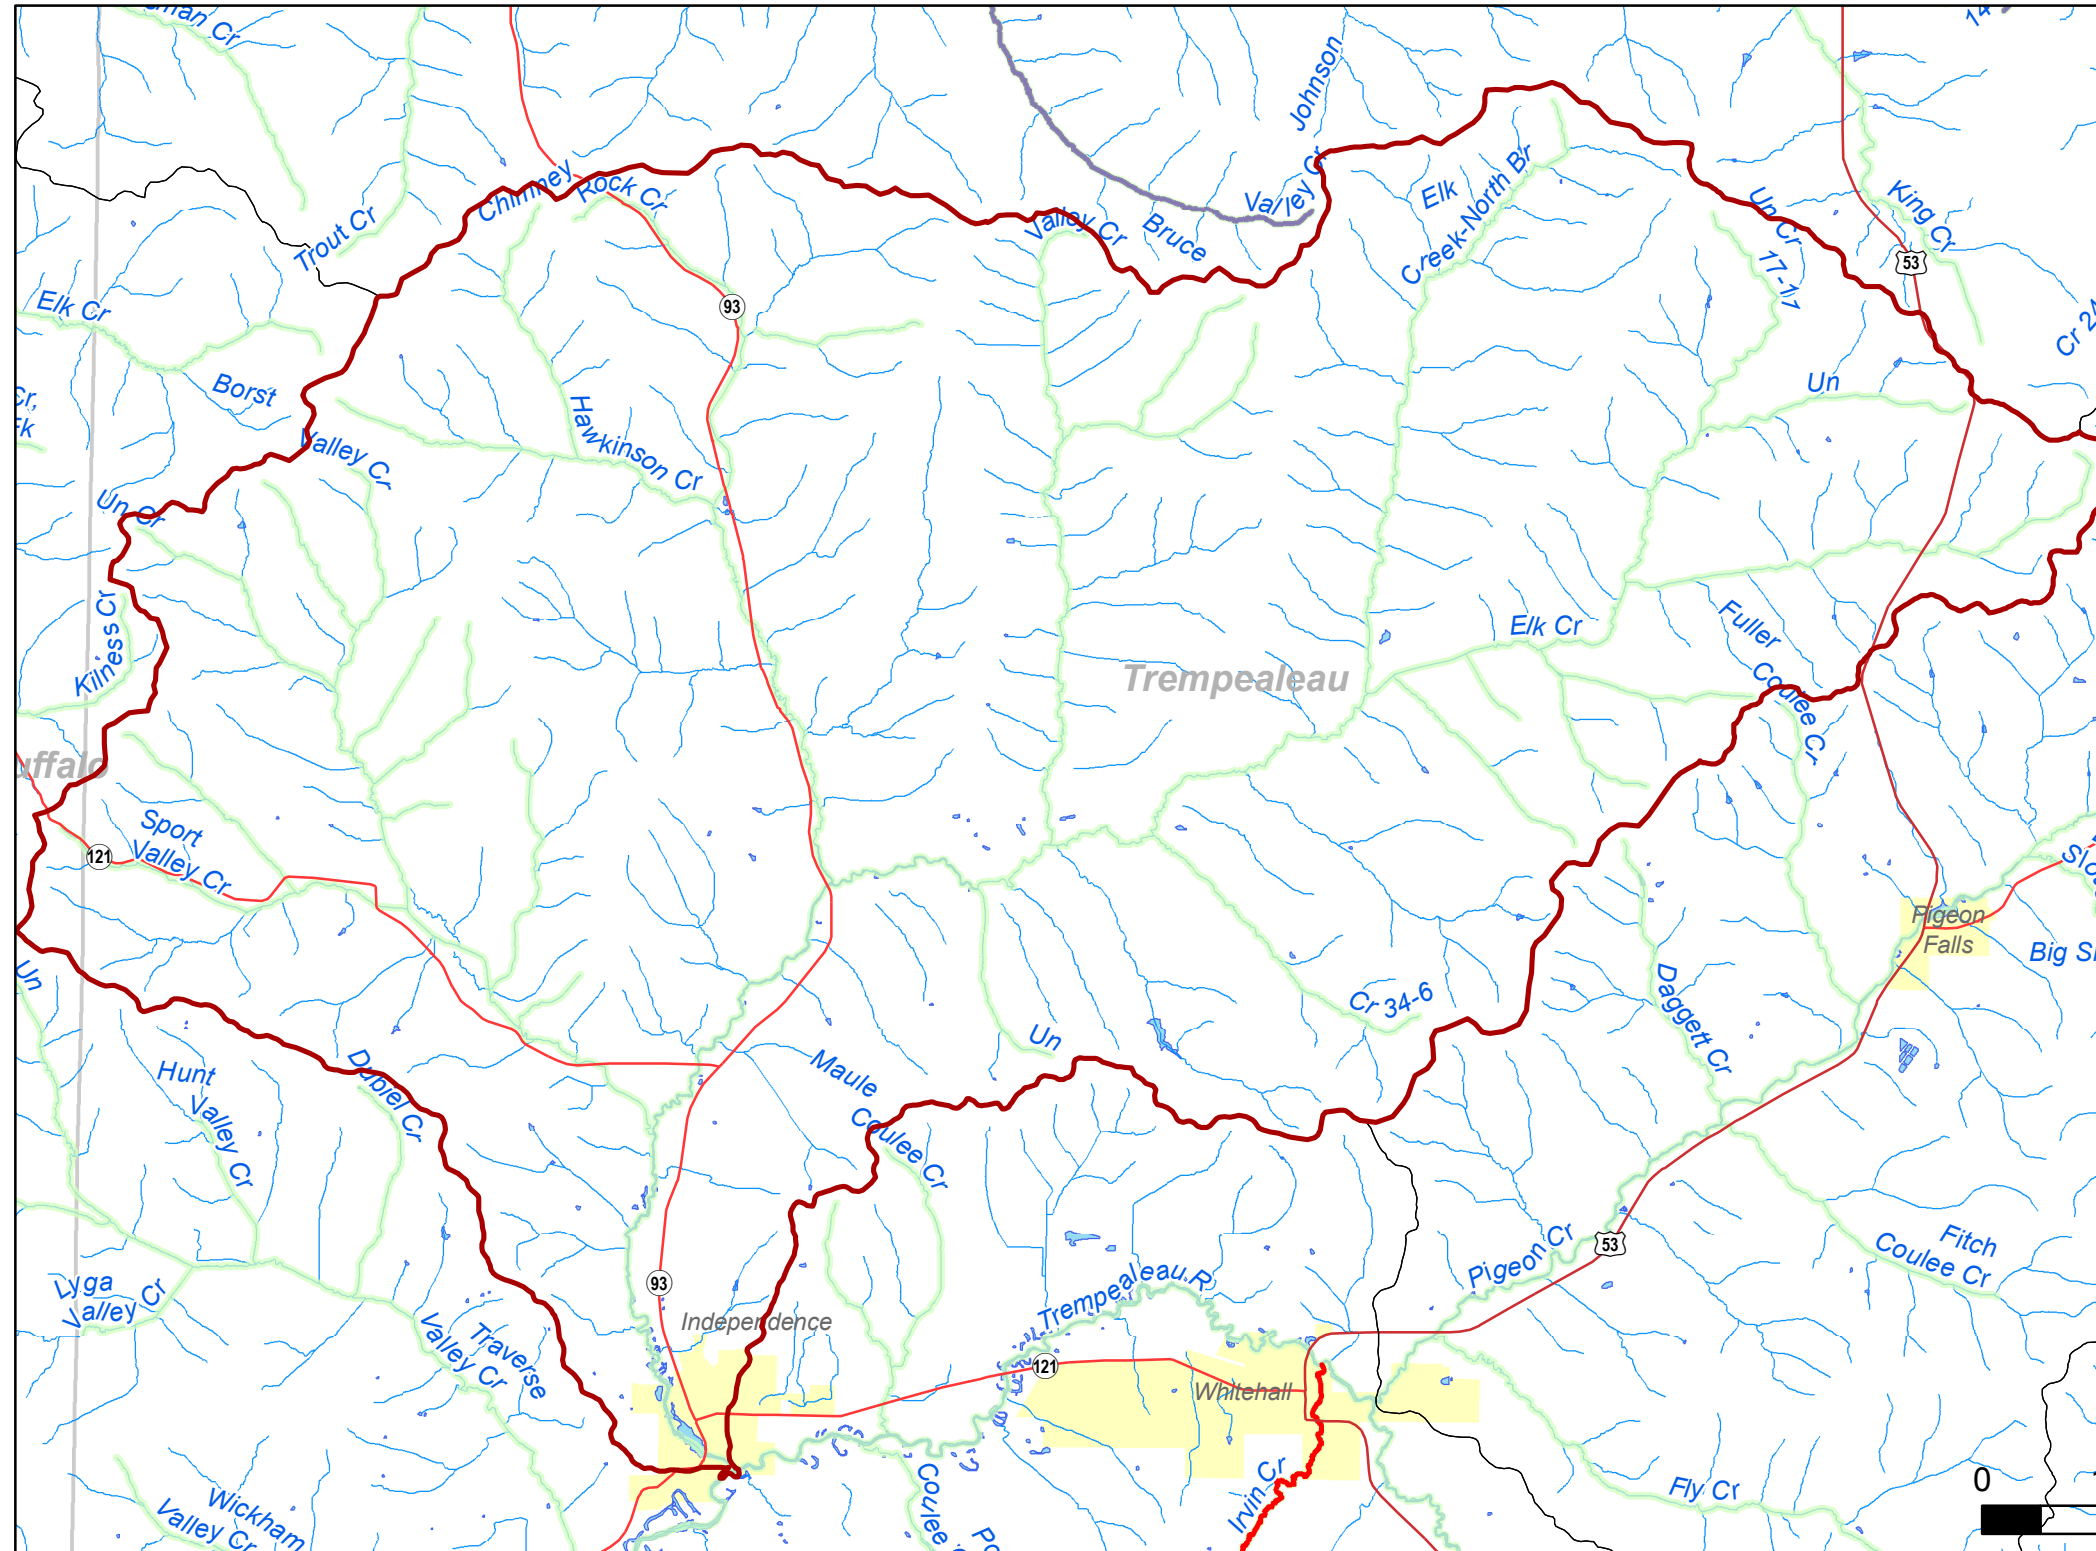 Cr
Johnson
14-
Chimney
Rock Cr
Trout Cr
Valley Cr
Bruce
Valley Cr
Elk
Creek-North Br
Un Cr
17-11
King Cr
53
93
Elk Cr
Borst
Valley Cr
Un Cr
Hawkinson Cr
Un
Kilness Cr
Elk Cr
Fuller
Coulee Cr
Trempealeau
Sport
Valley Cr
121
Pigeon
Falls
Un
Cr 34-6
Un
Daggett Cr
Hunt
Valley Cr
Dubiel Cr
Maule
Coulee Cr
Lyga
Valley Cr
Traverse
Valley Cr
93
Independence
Trempealeau R
121
Whitehall
Pigeon Cr
53
Fitch
Coulee Cr
Irvin Cr
Fly Cr
Wickham
Valley Cr
Coulee
0